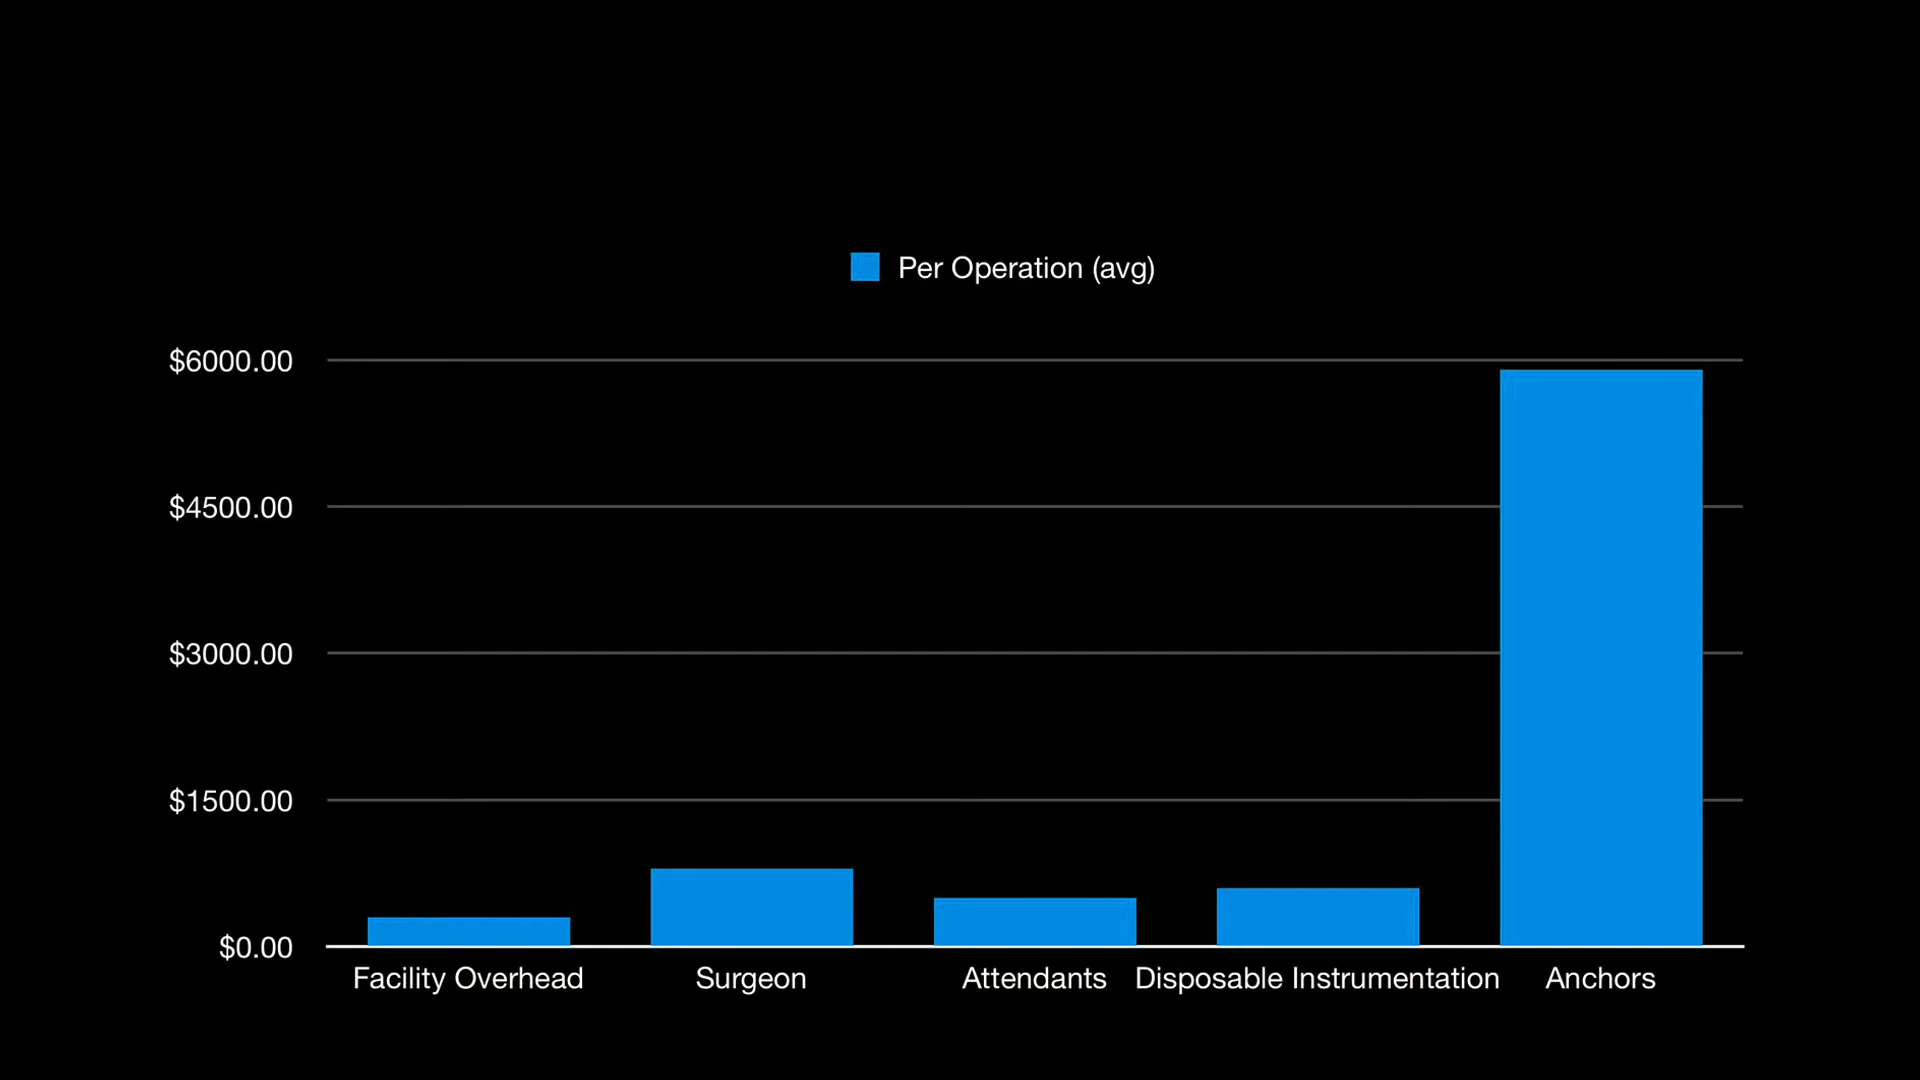 Per Operation (avg)
$6000.00
$4500.00
$3000.00
$1500.00
$0.00
Facility Overhead
Surgeon
Attendants
Disposable Instrumentation
Anchors